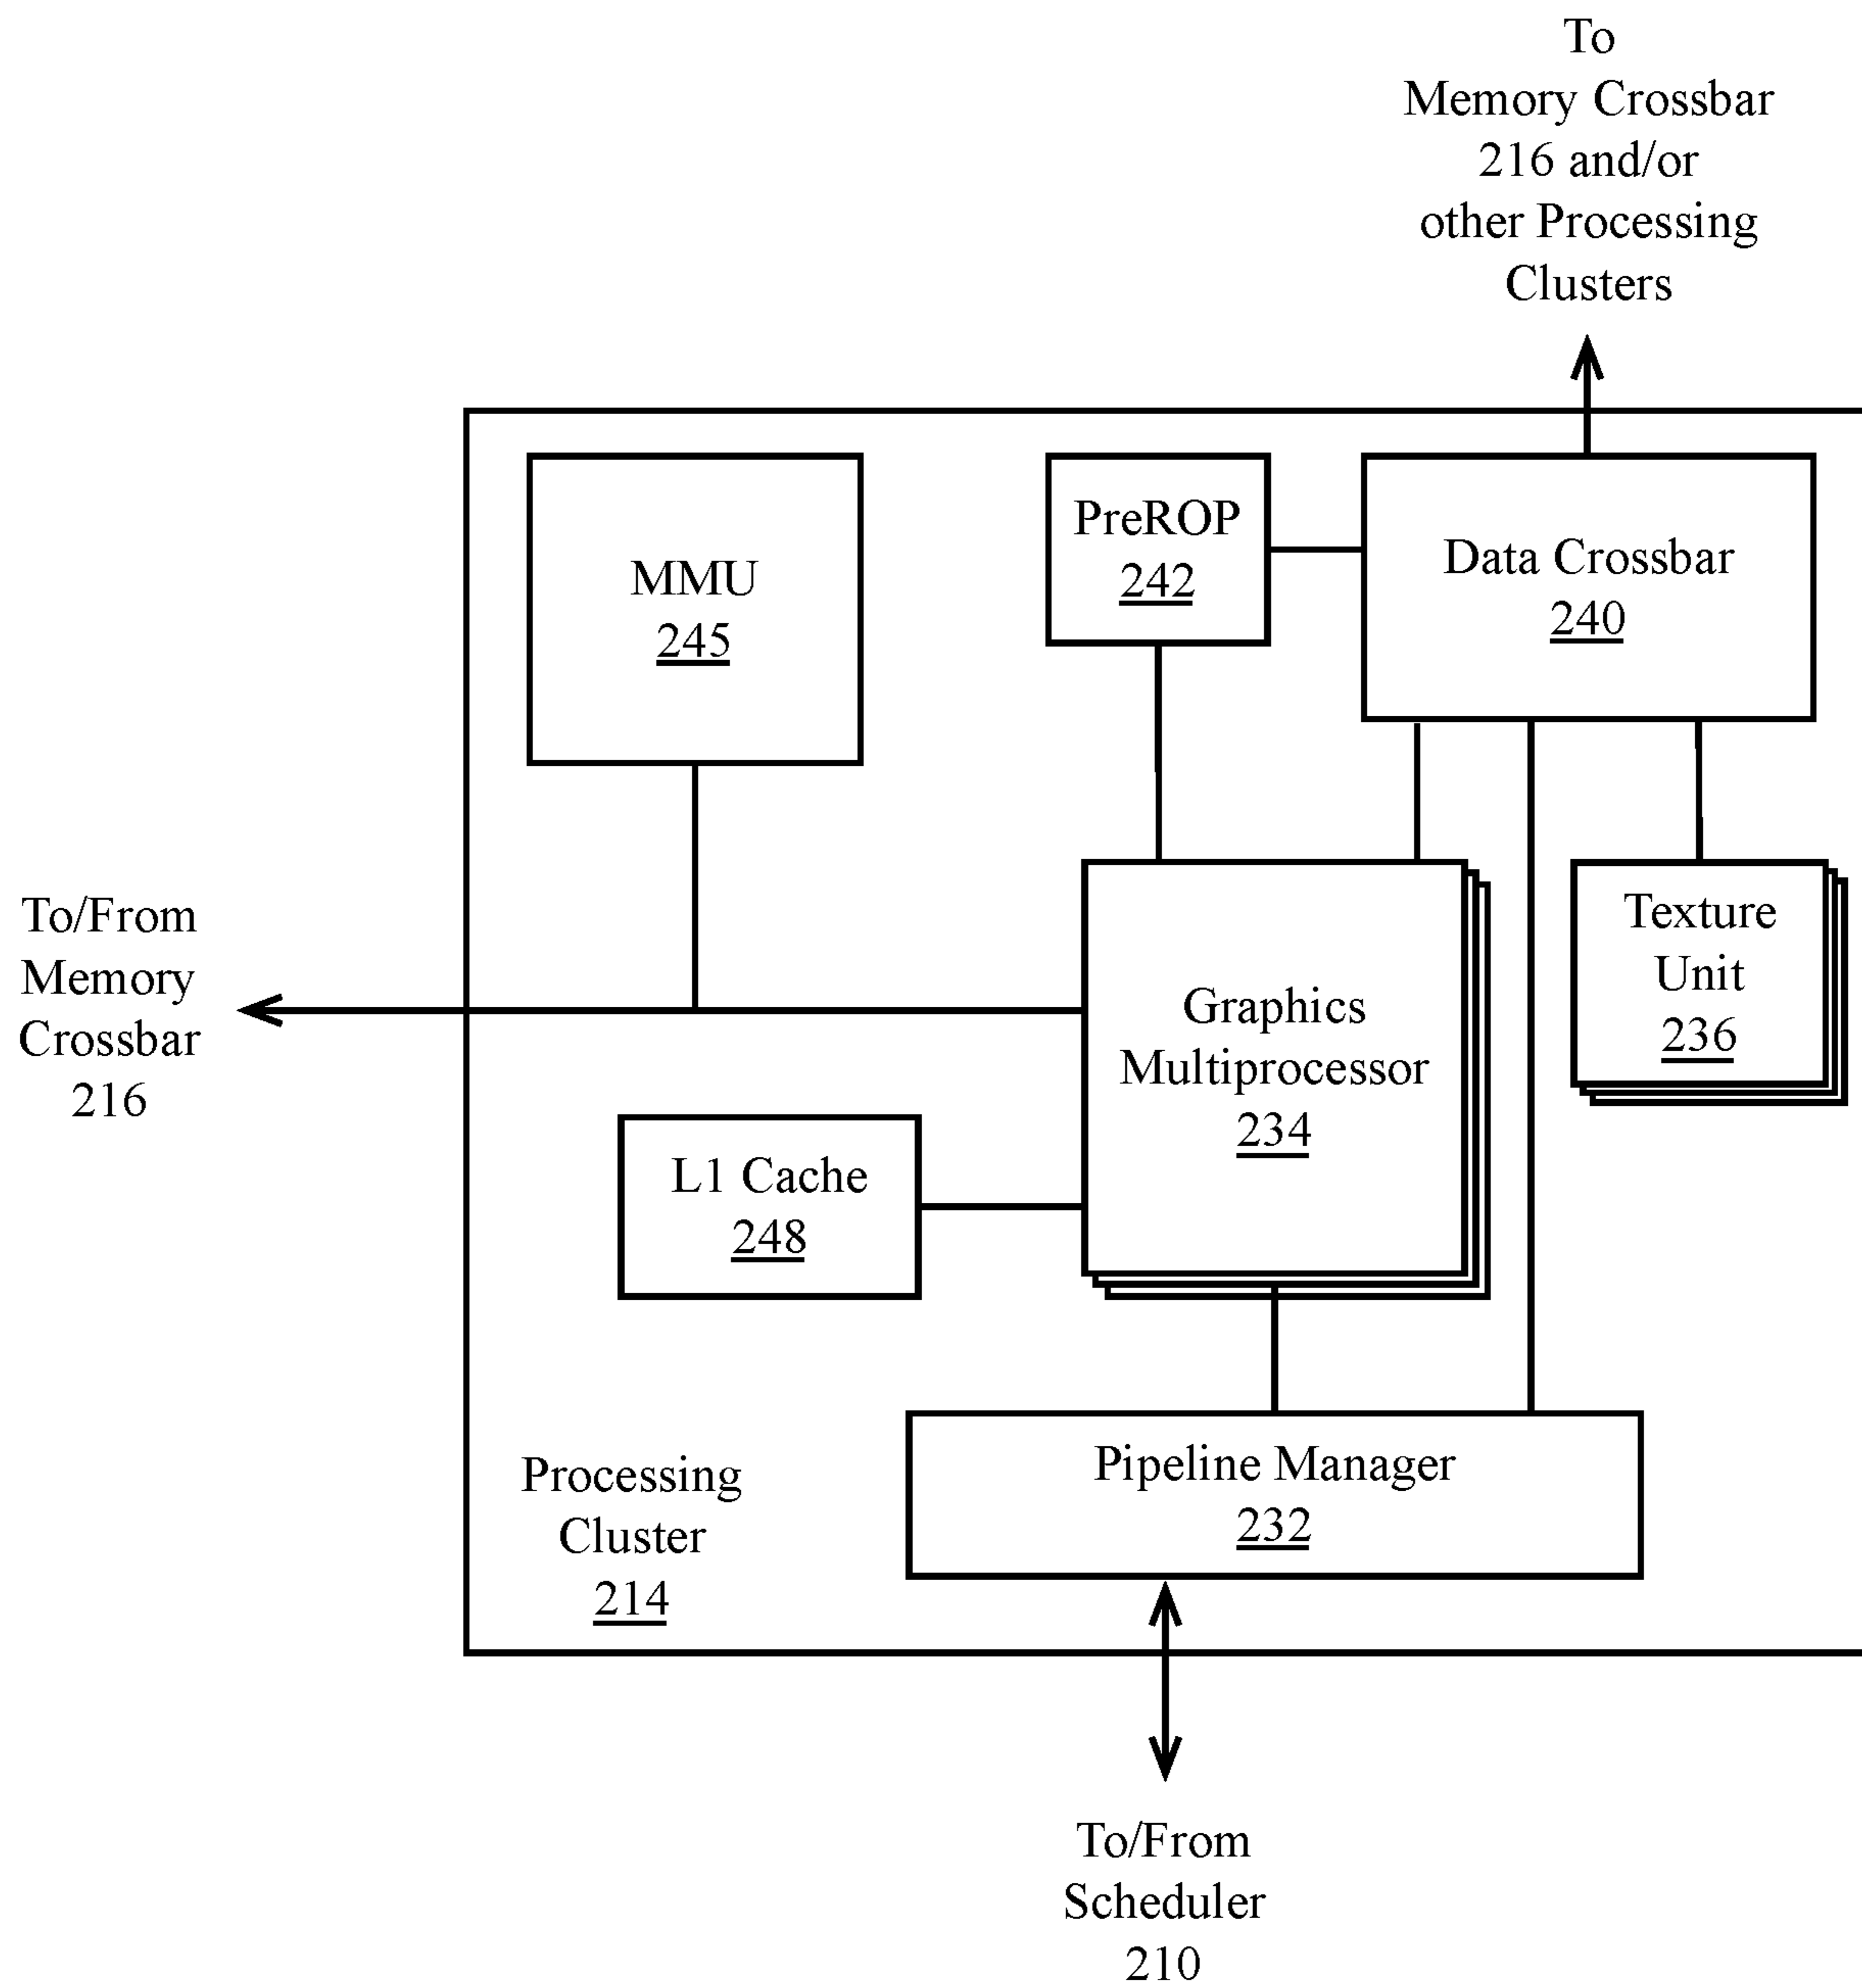 To
Memory Crossbar
216 and/or
other Processing
Clusters
MMU
245
PreROP
242
Data Crossbar
240
To/From
Memory
Crossbar
216
Graphics
Multiprocessor
234
Texture
Unit
236
L1 Cache
248
Processing
Cluster
214
Pipeline Manager
232
To/From
Scheduler
210